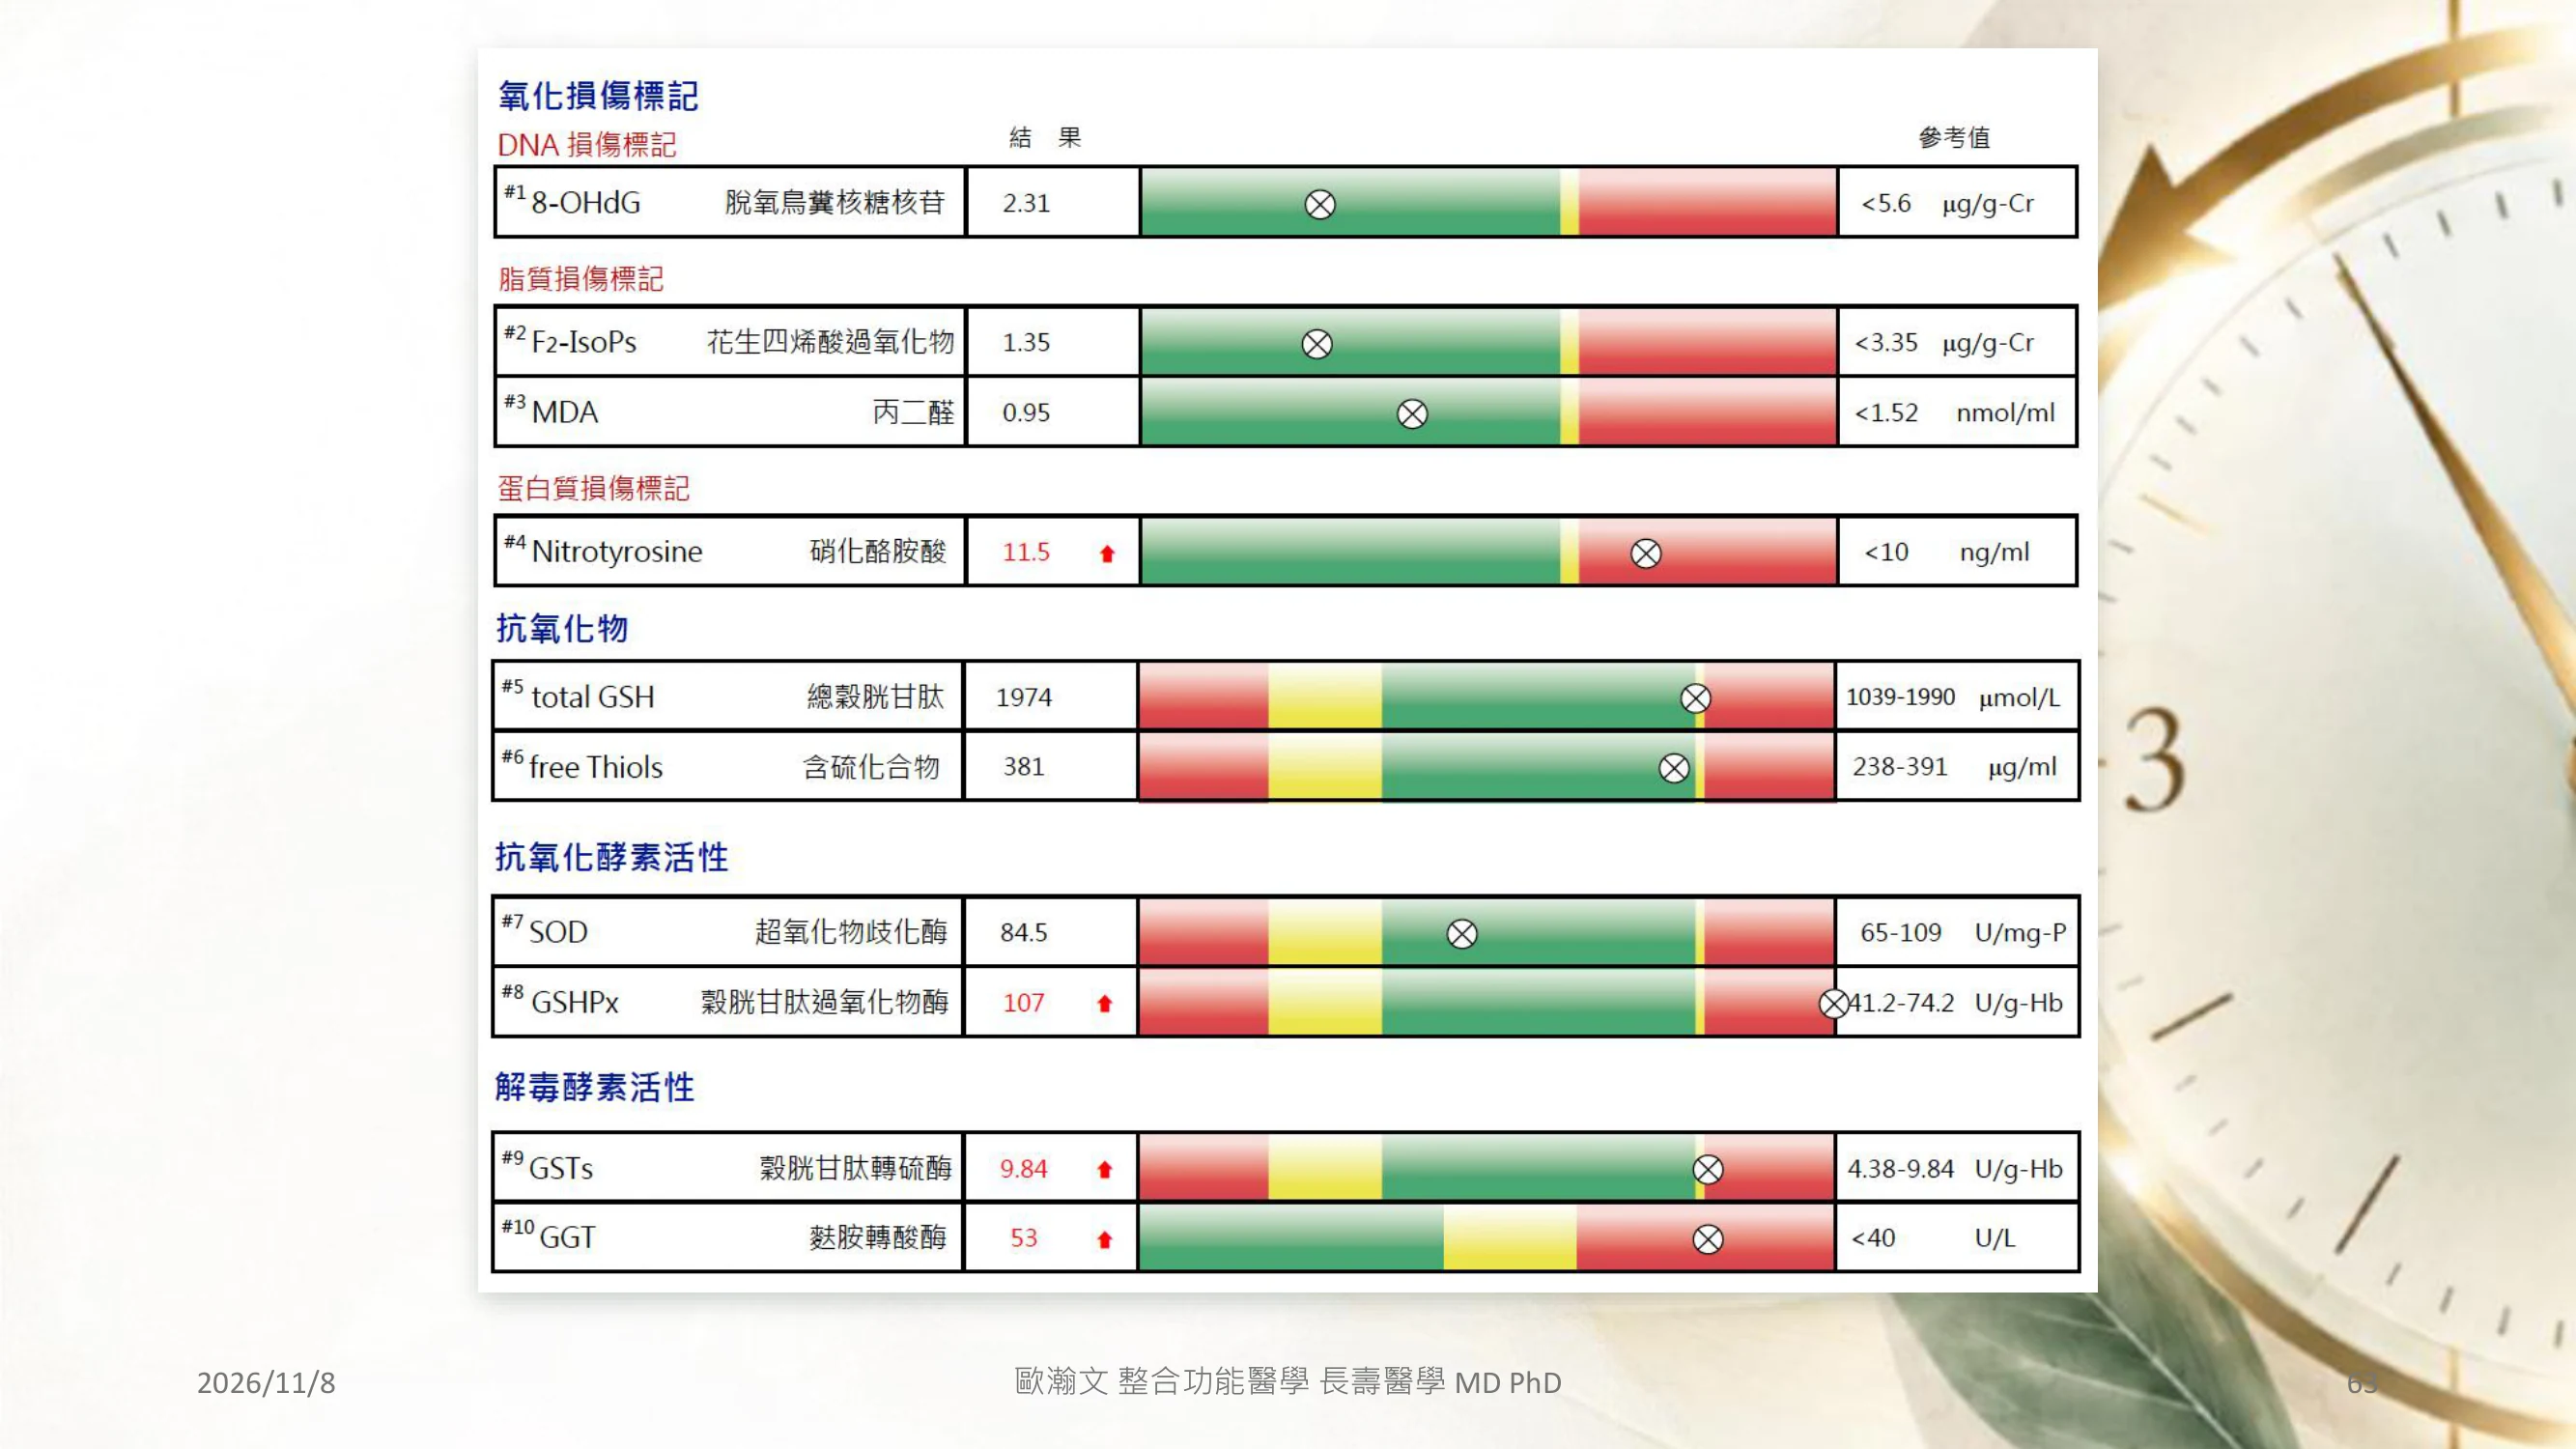 氧化損傷標記
DNA 損傷標記 結 果 參考值
#1 8-OHdG 脫氧鳥糞核糖核苷 2.31 <5.6 μg/g-Cr
脂質損傷標記
#2 F2-IsoPs 花生四烯酸過氧化物 1.35 <3.35 μg/g-Cr
#3 MDA 丙二醛 0.95 <1.52 nmol/ml
蛋白質損傷標記
#4 Nitrotyrosine 硝化酪胺酸 11.5 <10 ng/ml
抗氧化物
#5 total GSH 總穀胱甘肽 1974 1039-1990 μmol/L
#6 free Thiols 含硫化合物 381 238-391 μg/ml
抗氧化酵素活性
#7 SOD 超氧化物歧化酶 84.5 65-109 U/mg-P
#8 GSHPx 穀胱甘肽過氧化物酶 107 41.2-74.2 U/g-Hb
解毒酵素活性
#9 GSTs 穀胱甘肽轉硫酶 9.84 4.38-9.84 U/g-Hb
#10 GGT 麩胺轉酸酶 53 <40 U/L
3
2026/11/8 歐瀚文 整合功能醫學 長壽醫學 MD PhD 63